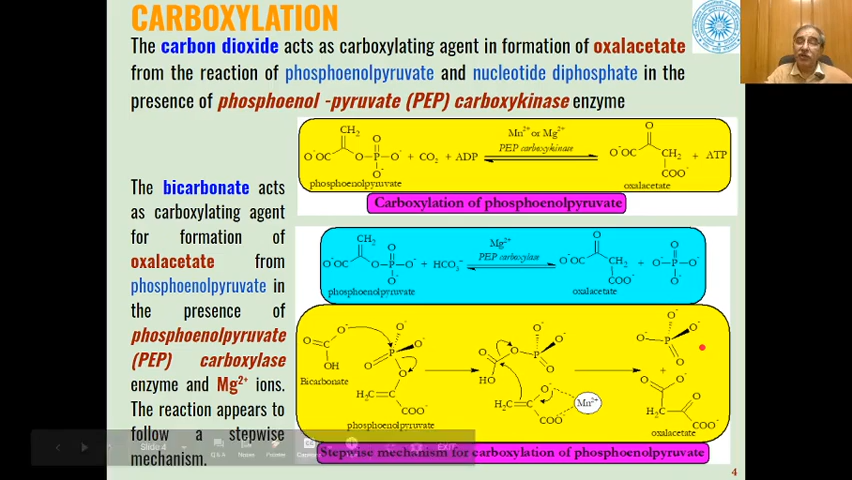 CARBOXYLATION
The carbon dioxide acts as carboxylating agent in formation of oxalacetate
from the reaction of phosphoenolpyruvate and nucleotide diphosphate in the
presence of phosphoenol -pyruvate (PEP) carboxykinase enzyme
CH₂
O⁻OC O P O⁻ + CO₂ + ADP
O
O⁻
Mn²⁺ or Mg²⁺
PEP carboxykinase
O
O⁻OC CH₂ + ATP
COO⁻
phosphoenolpyruvate
oxalacetate
Carboxylation of phosphoenolpyruvate
The bicarbonate acts
as carboxylating agent
for formation of
oxalacetate from
phosphoenolpyruvate in
the presence of
phosphoenolpyruvate
(PEP) carboxylase
enzyme and Mg²⁺ ions.
The reaction appears to
follow a stepwise
mechanism.
CH₂
O⁻OC O P O⁻ + HCO₃⁻
O
O⁻
Mg²⁺
PEP carboxylase
O
O⁻OC CH₂ +
COO⁻
O
O⁻ P O⁻
O⁻
phosphoenolpyruvate
oxalacetate
O⁻
O
OH
Bicarbonate
O⁻
P O⁻
O
O
H₂C
COO⁻
phosphoenolpyruvate
O⁻
O O P O⁻
HO O
O⁻
H₂C
COO⁻
Mn²⁺
O⁻
O⁻ P O⁻
O
+
O⁻
O O
H₂C
COO⁻
oxalacetate
Stepwise mechanism for carboxylation of phosphoenolpyruvate
Slide 4
Q & A
EXIT
4